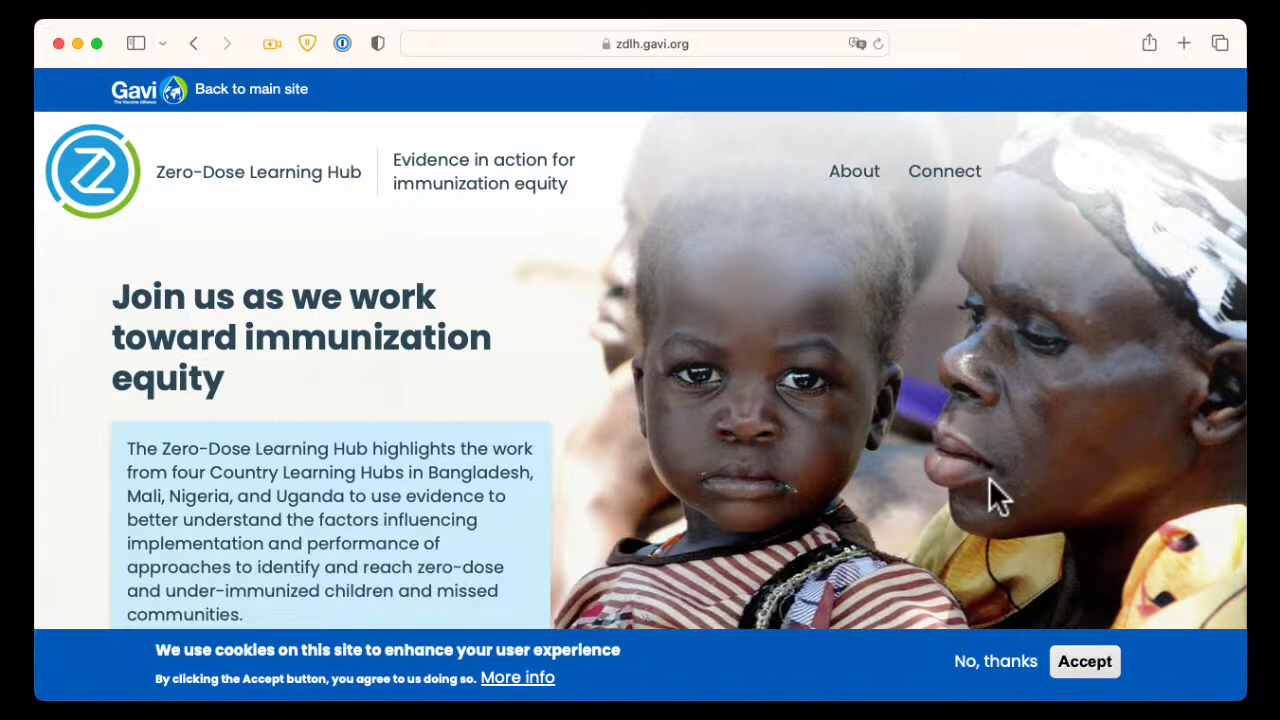 zdlh.gavi.org
Gavi
The Vaccine Alliance
Back to main site
Zero-Dose Learning Hub
Evidence in action for
immunization equity
About
Connect
Join us as we work
toward immunization
equity
The Zero-Dose Learning Hub highlights the work
from four Country Learning Hubs in Bangladesh,
Mali, Nigeria, and Uganda to use evidence to
better understand the factors influencing
implementation and performance of
approaches to identify and reach zero-dose
and under-immunized children and missed
communities.
We use cookies on this site to enhance your user experience
By clicking the Accept button, you agree to us doing so. More info
No, thanks
Accept